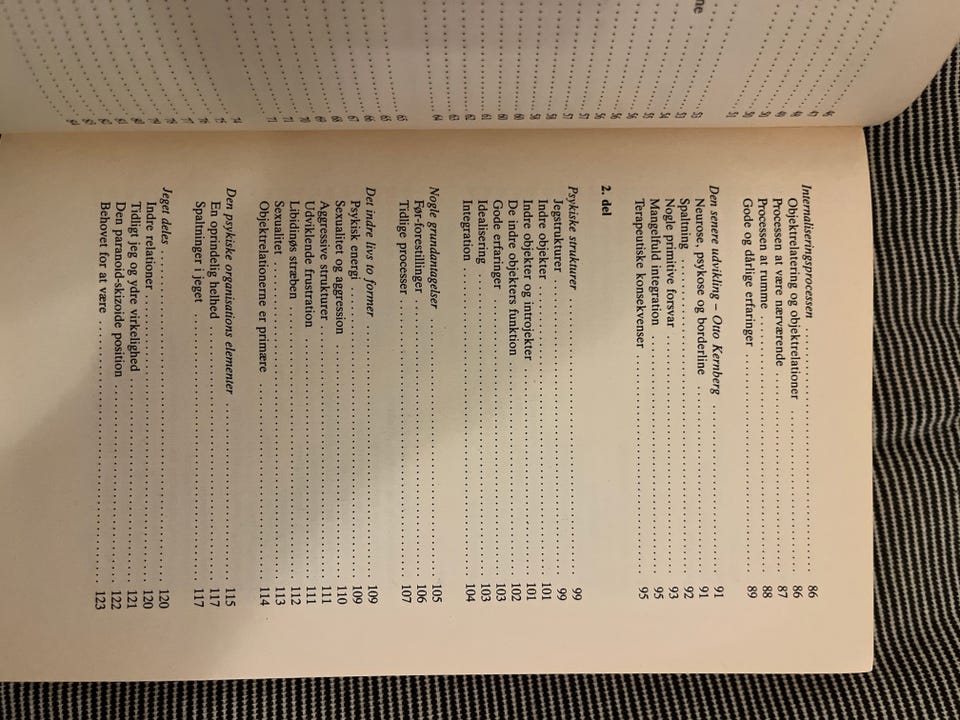 Internaliseringsprocessen 86
Objektrelatering og objektrelationer 86
Processen at være nærværende 87
Processen at rumme 88
Gode og dårlige erfaringer 89
Den senere udvikling – Otto Kernberg 91
Neurose, psykose og borderline 91
Spaltning 92
Nogle primitive forsvar 93
Mangelfuld integration 95
Terapeutiske konsekvenser 95
2. del
Psykiske strukturer 99
Jegstrukturer 99
Indre objekter 101
Indre objekter og introjekter 101
De indre objekters funktion 102
Gode erfaringer 103
Idealisering 103
Integration 104
Nogle grundantagelser 105
Før-forestillinger 106
Tidlige processer 107
Det indre livs to former 109
Psykisk energi 109
Sexualitet og aggression 110
Aggressive strukturer 111
Udviklende frustration 111
Libidinøs stræben 112
Sexualitet 113
Objektrelationerne er primære 114
Den psykiske organisations elementer 115
En oprindelig helhed 117
Spaltninger i jeget 117
Jeget deles 120
Indre relationer 120
Tidligt jeg og ydre virkelighed 121
Den paranoid-skizoide position 122
Behovet for at være 123